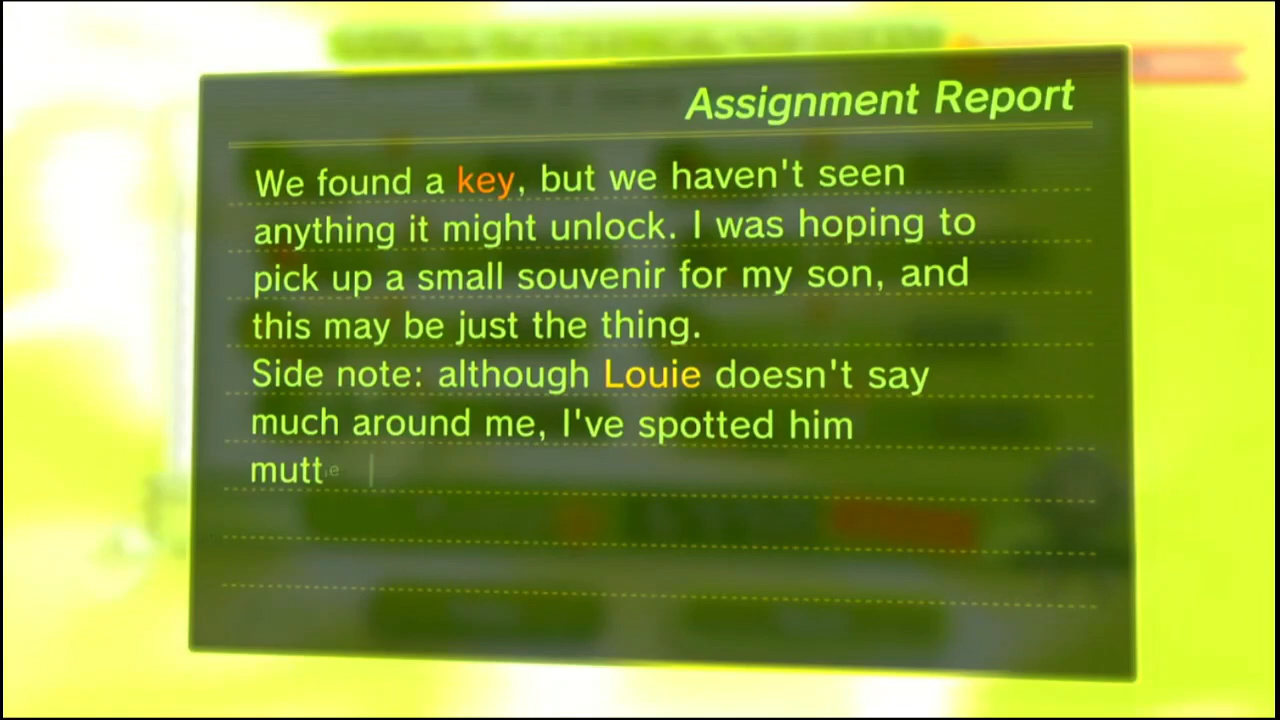 Assignment Report
We found a key, but we haven't seen
anything it might unlock. I was hoping to
pick up a small souvenir for my son, and
this may be just the thing.
Side note: although Louie doesn't say
much around me, I've spotted him